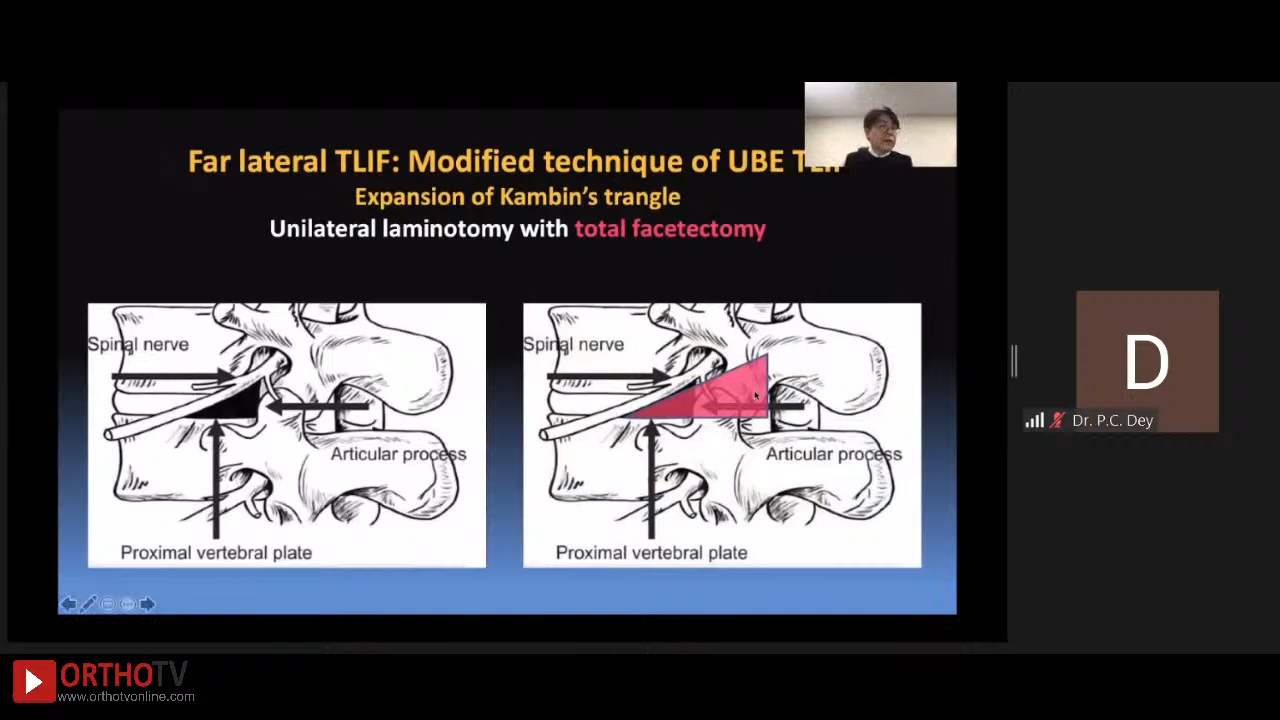 Far lateral TLIF: Modified technique of UBE
Expansion of Kambin's trangle
Unilateral laminotomy with total facetectomy
Spinal nerve
Articular process
Proximal vertebral plate
Spinal nerve
Articular process
Proximal vertebral plate
D
Dr. P.C. Dey
ORTHOTV
www.orthotvonline.com